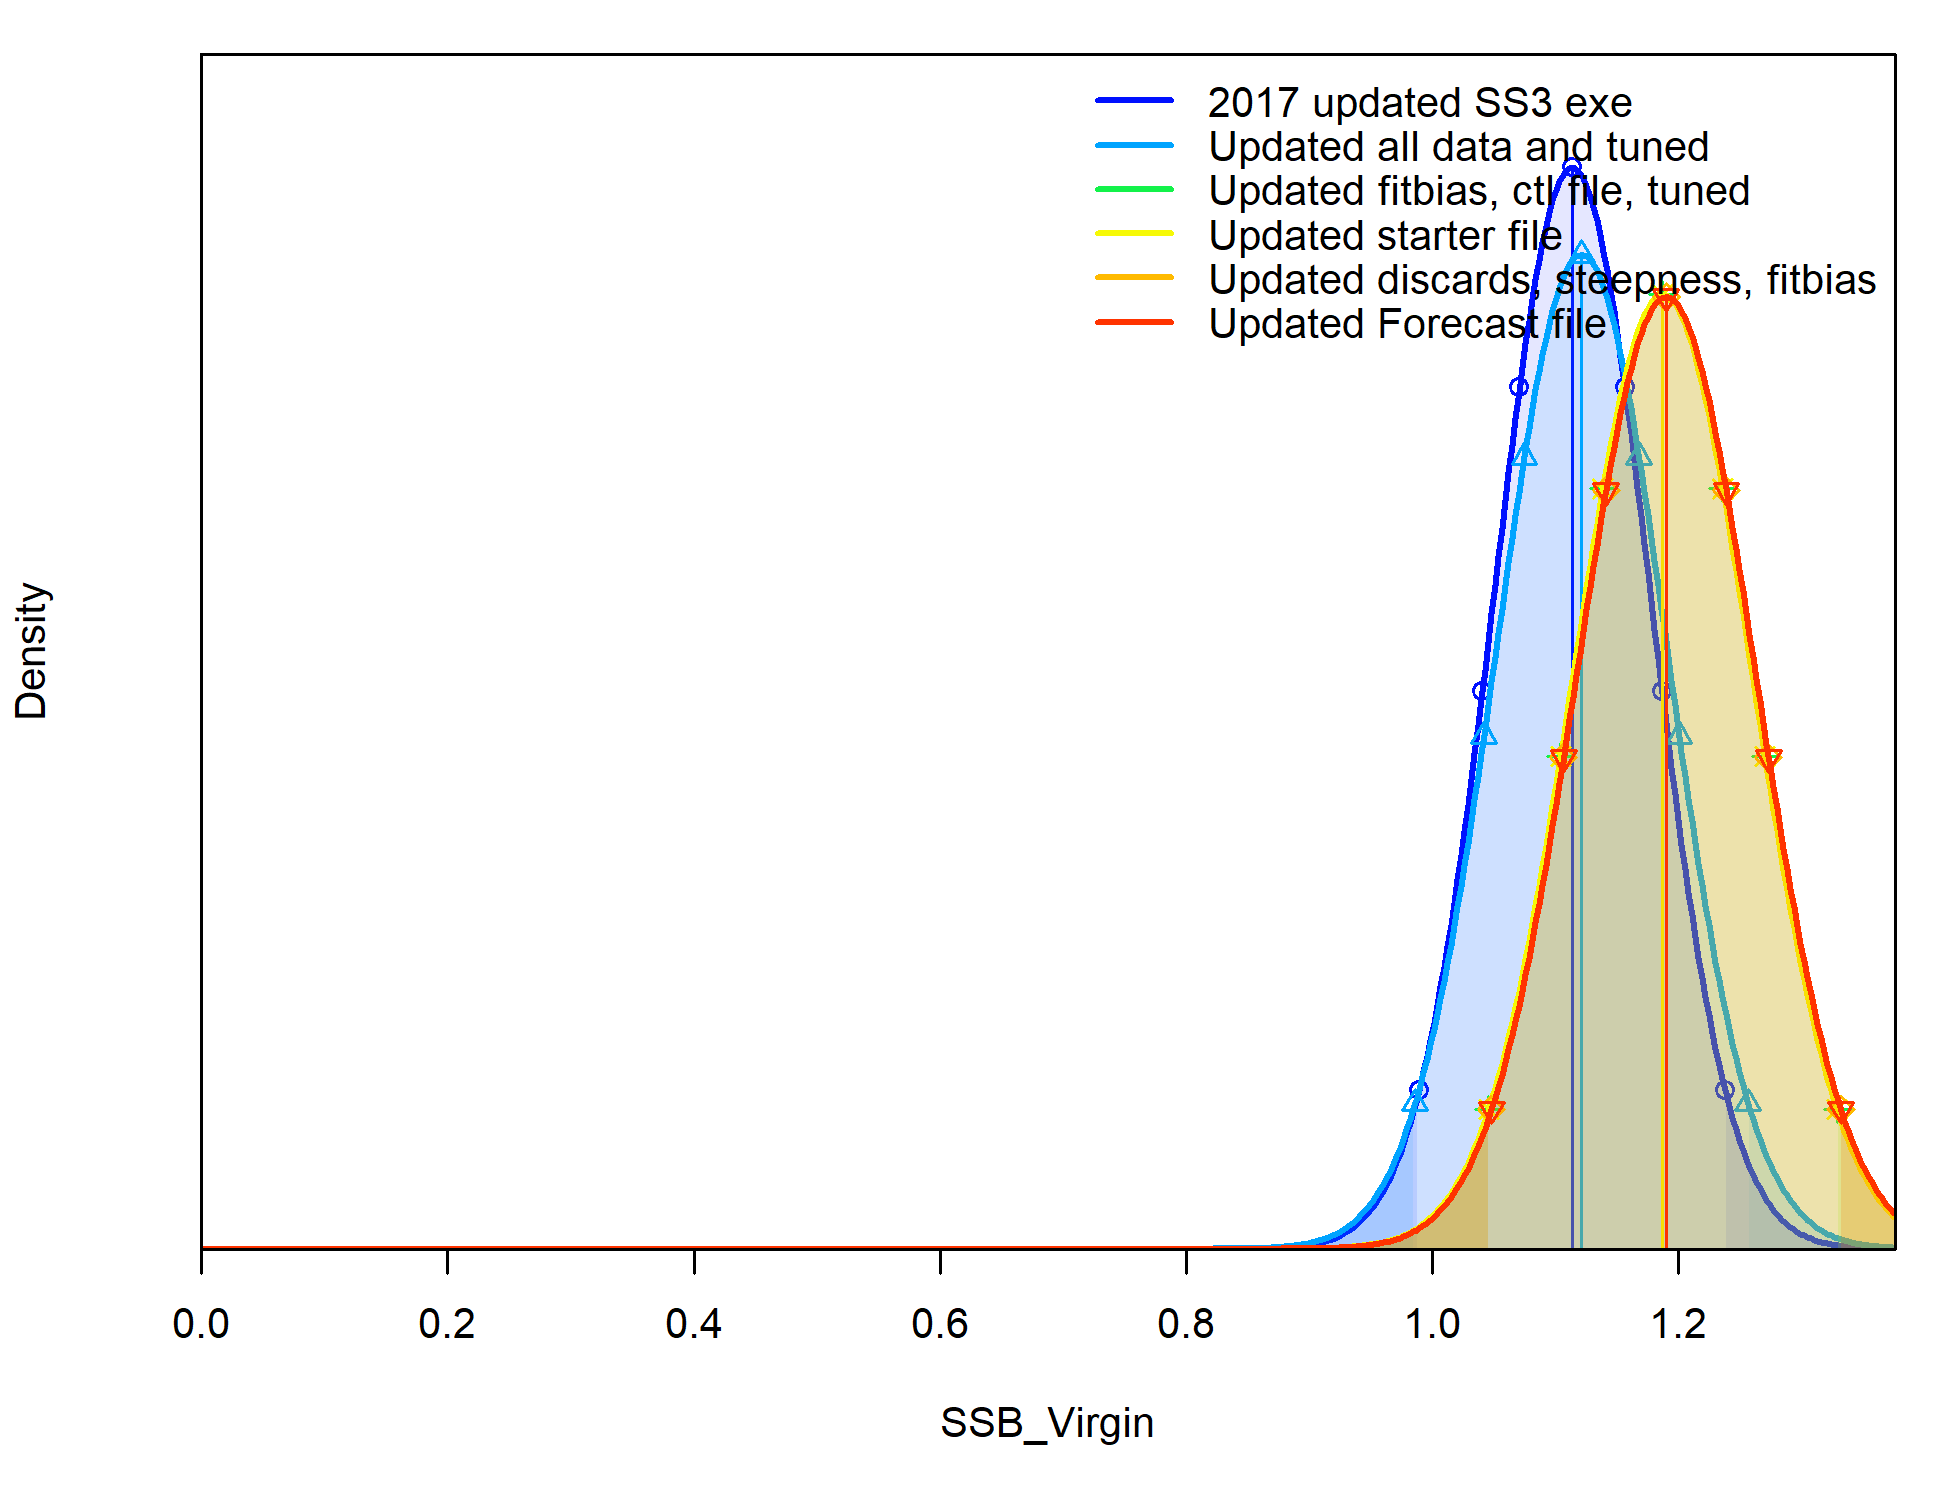 2017 updated SS3 exe
Updated all data and tuned
Updated fitbias, ctl file, tuned
Updated starter file
Updated discards, steepness, fitbias
Updated Forecast file
Density
0.0 0.2 0.4 0.6 0.8 1.0 1.2
SSB_Virgin